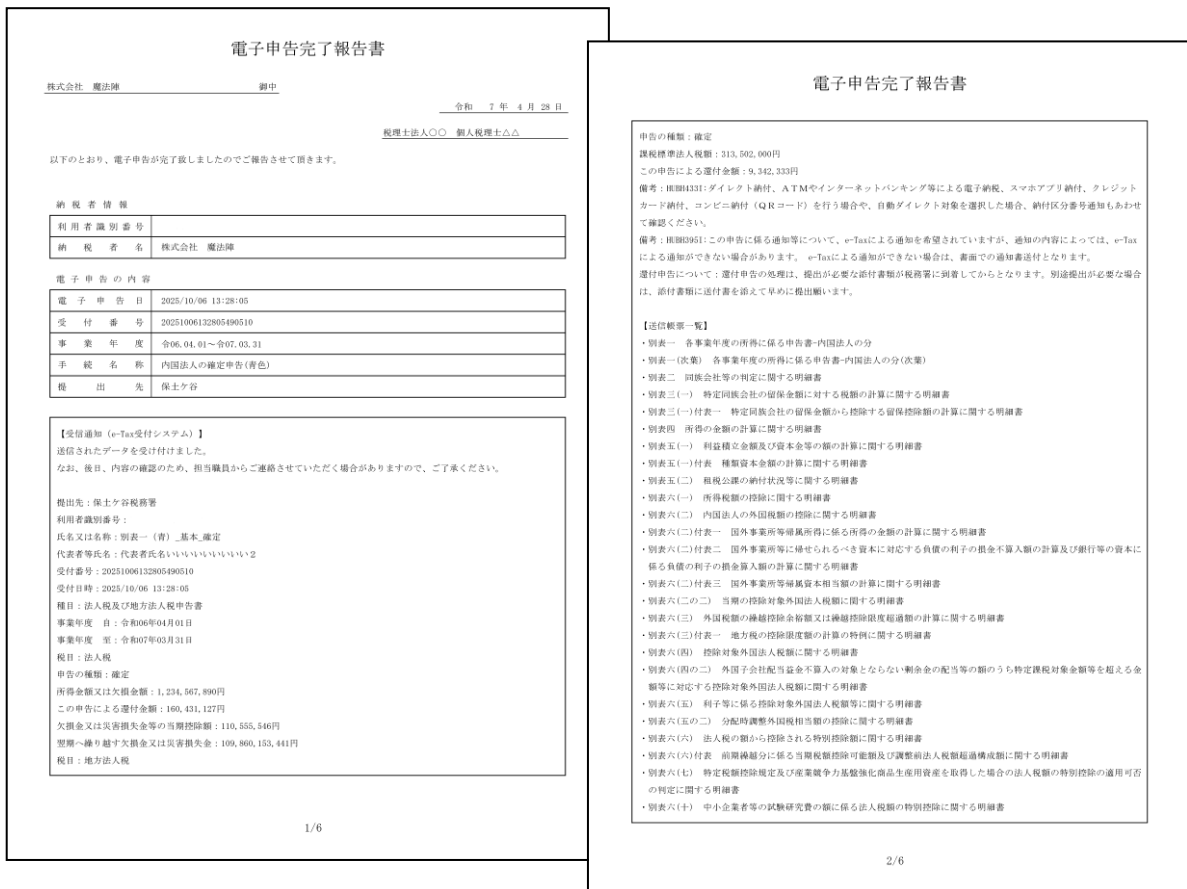 電子申告完了報告書
株式会社 魔法陣 御中
令和 7 年 4 月 28 日
税理士法人〇〇 個人税理士△△
以下のとおり、電子申告が完了致しましたのでご報告させて頂きます。
納税者情報
利用者識別番号
納税者名 株式会社 魔法陣
電子申告の内容
電子申告日 2025/10/06 13:28:05
受付番号 20251006132805490510
事業年度 令06.04.01～令07.03.31
手続名称 内国法人の確定申告(青色)
提出先 保土ケ谷
【受信通知（e-Tax受付システム）】
送信されたデータを受け付けました。
なお、後日、内容の確認のため、担当職員からご連絡させていただく場合がありますので、ご了承ください。
提出先：保土ケ谷税務署
利用者識別番号：
氏名又は名称：別表一（青）_基本_確定
代表者等氏名：代表者氏名いいいいいいいいい２
受付番号：20251006132805490510
受付日時：2025/10/06 13:28:05
種目：法人税及び地方法人税申告書
事業年度 自：令和06年04月01日
事業年度 至：令和07年03月31日
税目：法人税
申告の種類：確定
所得金額又は欠損金額：1,234,567,890円
この申告による還付金額：160,431,127円
欠損金又は災害損失金等の当期控除額：110,555,546円
翌期へ繰り越す欠損金又は災害損失金：109,860,153,441円
税目：地方法人税
1/6
電子申告完了報告書
申告の種類：確定
課税標準法人税額：313,502,000円
この申告による還付金額：9,342,333円
備考：HUBH433I:ダイレクト納付、ＡＴＭやインターネットバンキング等による電子納税、スマホアプリ納付、クレジット
カード納付、コンビニ納付（ＱＲコード）を行う場合や、自動ダイレクト対象を選択した場合、納付区分番号通知もあわせ
て確認ください。
備考：HUBH395I:この申告に係る通知等について、e-Taxによる通知を希望されていますが、通知の内容によっては、e-Tax
による通知ができない場合があります。 e-Taxによる通知ができない場合は、書面での通知書送付となります。
還付申告について：還付申告の処理は、提出が必要な添付書類が税務署に到着してからとなります。別途提出が必要な場合
は、添付書類に送付書を添えて早めに提出願います。
【送信帳票一覧】
・別表一 各事業年度の所得に係る申告書-内国法人の分
・別表一(次葉) 各事業年度の所得に係る申告書-内国法人の分(次葉)
・別表二 同族会社等の判定に関する明細書
・別表三(一) 特定同族会社の留保金額に対する税額の計算に関する明細書
・別表三(一)付表一 特定同族会社の留保金額から控除する留保控除額の計算に関する明細書
・別表四 所得の金額の計算に関する明細書
・別表五(一) 利益積立金額及び資本金等の額の計算に関する明細書
・別表五(一)付表 種類資本金額の計算に関する明細書
・別表五(二) 租税公課の納付状況等に関する明細書
・別表六(一) 所得税額の控除に関する明細書
・別表六(二) 内国法人の外国税額の控除に関する明細書
・別表六(二)付表一 国外事業所等帰属所得に係る所得の金額の計算に関する明細書
・別表六(二)付表二 国外事業所等に帰せられるべき資本に対応する負債の利子の損金不算入額の計算及び銀行等の資本に
係る負債の利子の損金算入額の計算に関する明細書
・別表六(二)付表三 国外事業所等帰属資本相当額の計算に関する明細書
・別表六(二の二) 当期の控除対象外国法人税額に関する明細書
・別表六(三) 外国税額の繰越控除余裕額又は繰越控除限度超過額の計算に関する明細書
・別表六(三)付表一 地方税の控除限度額の計算の特例に関する明細書
・別表六(四) 控除対象外国法人税額に関する明細書
・別表六(四の二) 外国子会社配当益金不算入の対象とならない剰余金の配当等の額のうち特定課税対象金額等を超える金
額等に対応する控除対象外国法人税額に関する明細書
・別表六(五) 利子等に係る控除対象外国法人税額等に関する明細書
・別表六(五の二) 分配時調整外国税相当額の控除に関する明細書
・別表六(六) 法人税の額から控除される特別控除額に関する明細書
・別表六(六)付表 前期繰越分に係る当期税額控除可能額及び調整前法人税額超過構成額に関する明細書
・別表六(七) 特定税額控除規定及び産業競争力基盤強化商品生産用資産を取得した場合の法人税額の特別控除の適用可否
の判定に関する明細書
・別表六(十) 中小企業者等の試験研究費の額に係る法人税額の特別控除に関する明細書
2/6